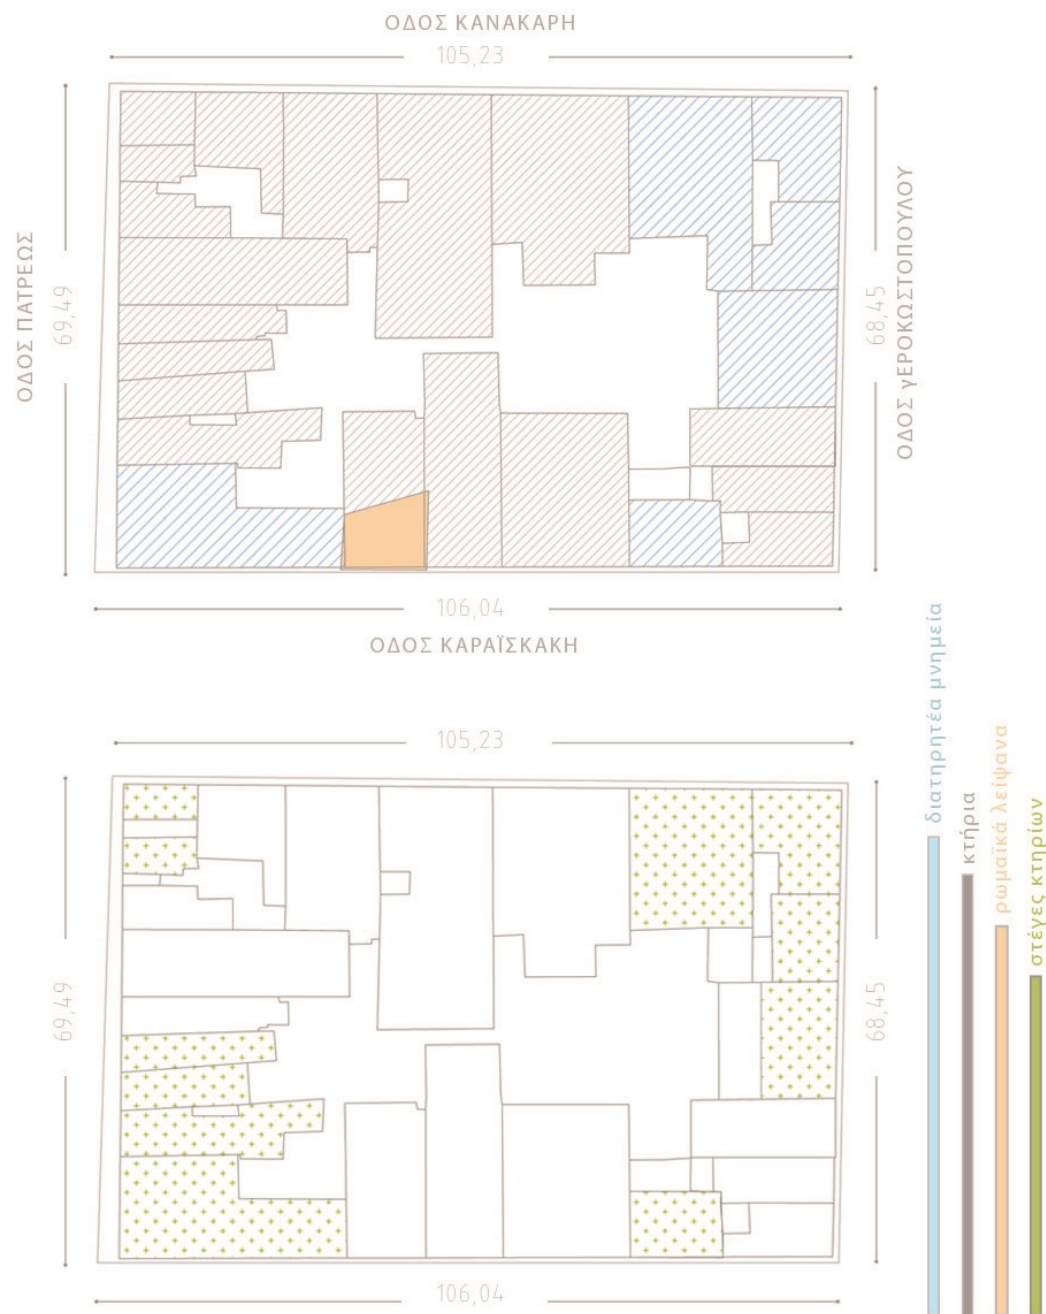 ΟΔΟΣ ΚΑΝΑΚΑΡΗ
105,23
ΟΔΟΣ ΠΑΤΡΕΩΣ
69,49
68,45
ΟΔΟΣ γΕΡΟΚΩΣΤΟΠΟΥΛΟΥ
106,04
ΟΔΟΣ ΚΑΡΑΪΣΚΑΚΗ
105,23
69,49
68,45
106,04
διατηρητέα μνημεία
κτήρια
ρωμαϊκά λείψανα
στέγες κτηρίων